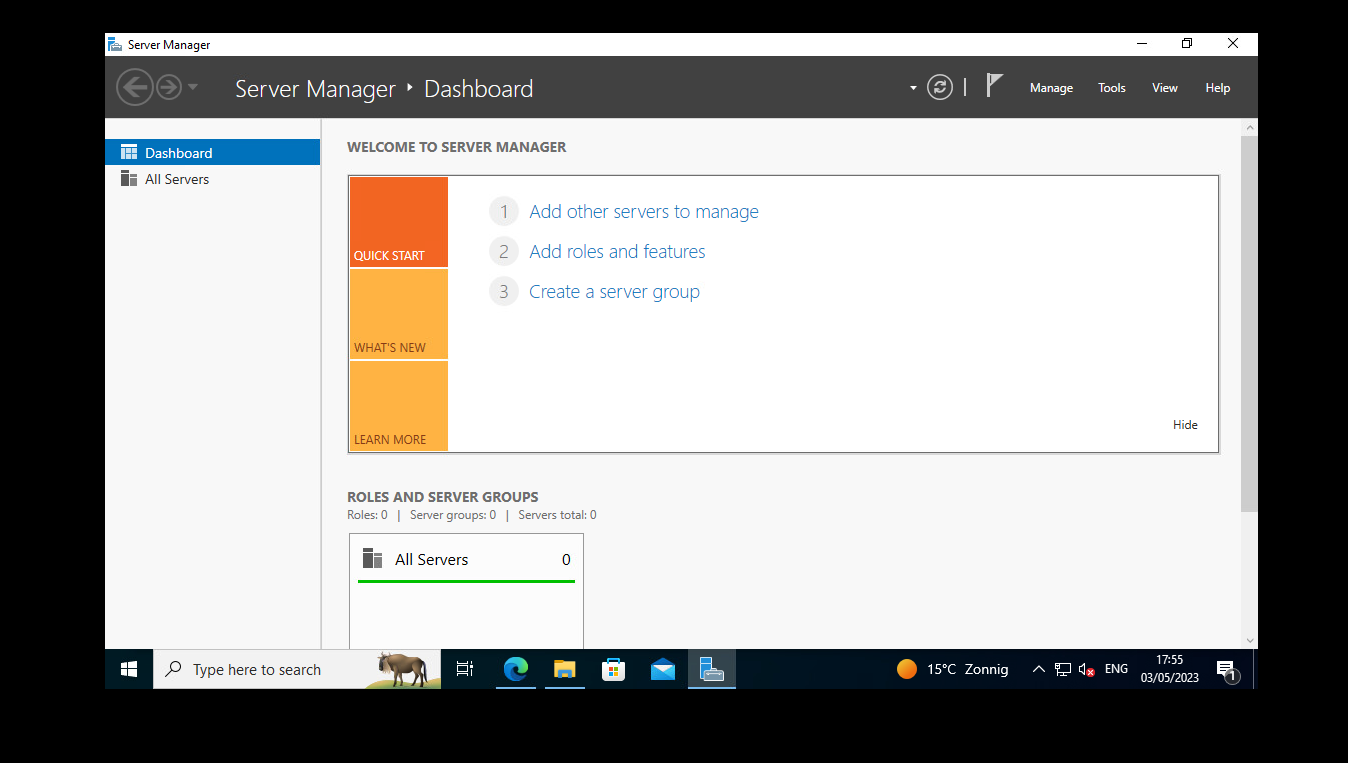 Server Manager
Server Manager ‣ Dashboard
Manage Tools View Help
Dashboard
All Servers
WELCOME TO SERVER MANAGER
QUICK START
WHAT'S NEW
LEARN MORE
1 Add other servers to manage
2 Add roles and features
3 Create a server group
Hide
ROLES AND SERVER GROUPS
Roles: 0 | Server groups: 0 | Servers total: 0
All Servers 0
Type here to search
15°C Zonnig
ENG
17:55
03/05/2023
1